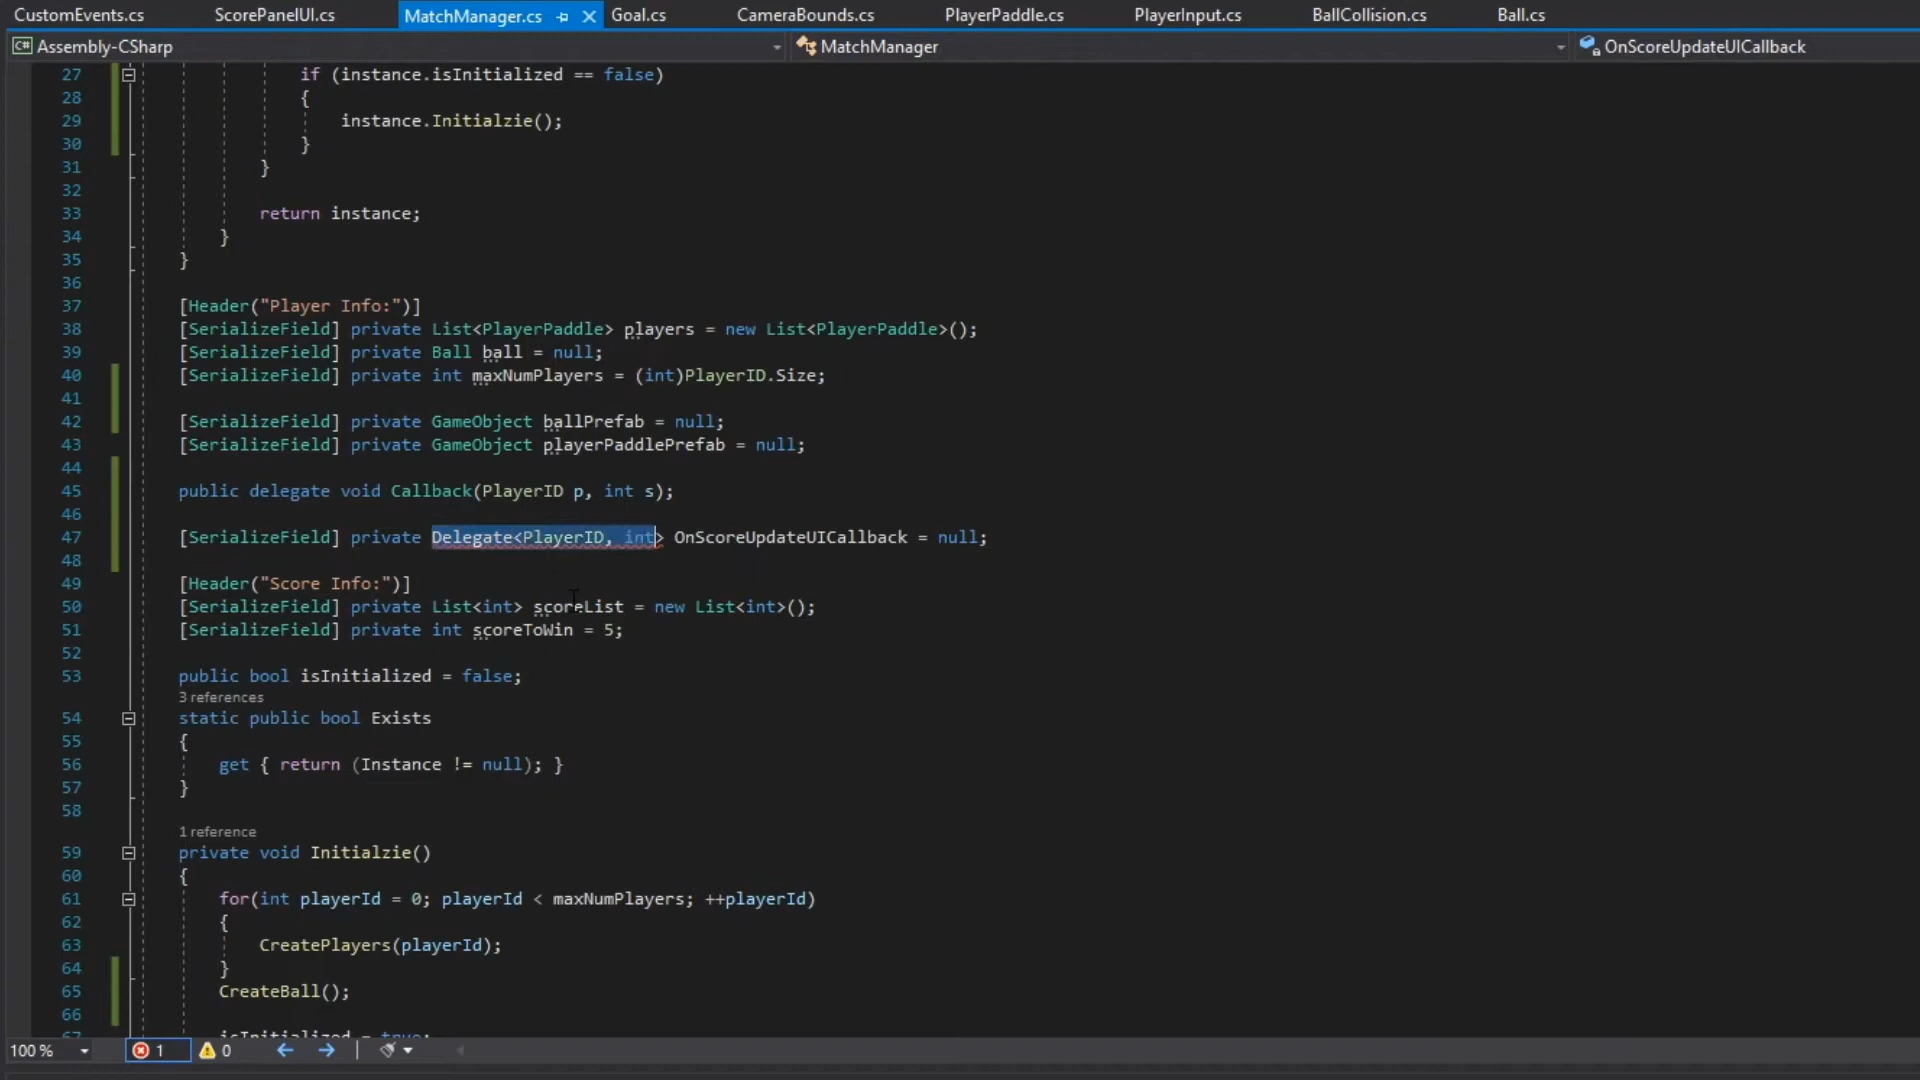 CustomEvents.cs ScorePanelUI.cs MatchManager.cs Goal.cs CameraBounds.cs PlayerPaddle.cs PlayerInput.cs BallCollision.cs Ball.cs
C# Assembly-CSharp MatchManager OnScoreUpdateUICallback
27 if (instance.isInitialized == false)
28 {
29 instance.Initialzie();
30 }
31 }
32
33 return instance;
34 }
35 }
36
37 [Header("Player Info:")]
38 [SerializeField] private List<PlayerPaddle> players = new List<PlayerPaddle>();
39 [SerializeField] private Ball ball = null;
40 [SerializeField] private int maxNumPlayers = (int)PlayerID.Size;
41
42 [SerializeField] private GameObject ballPrefab = null;
43 [SerializeField] private GameObject playerPaddlePrefab = null;
44
45 public delegate void Callback(PlayerID p, int s);
46
47 [SerializeField] private Delegate<PlayerID, int> OnScoreUpdateUICallback = null;
48
49 [Header("Score Info:")]
50 [SerializeField] private List<int> scoreList = new List<int>();
51 [SerializeField] private int scoreToWin = 5;
52
53 public bool isInitialized = false;
3 references
54 static public bool Exists
55 {
56 get { return (Instance != null); }
57 }
58
1 reference
59 private void Initialzie()
60 {
61 for(int playerId = 0; playerId < maxNumPlayers; ++playerId)
62 {
63 CreatePlayers(playerId);
64 }
65 CreateBall();
66
67 isInitialized = true;
100 % 1 0